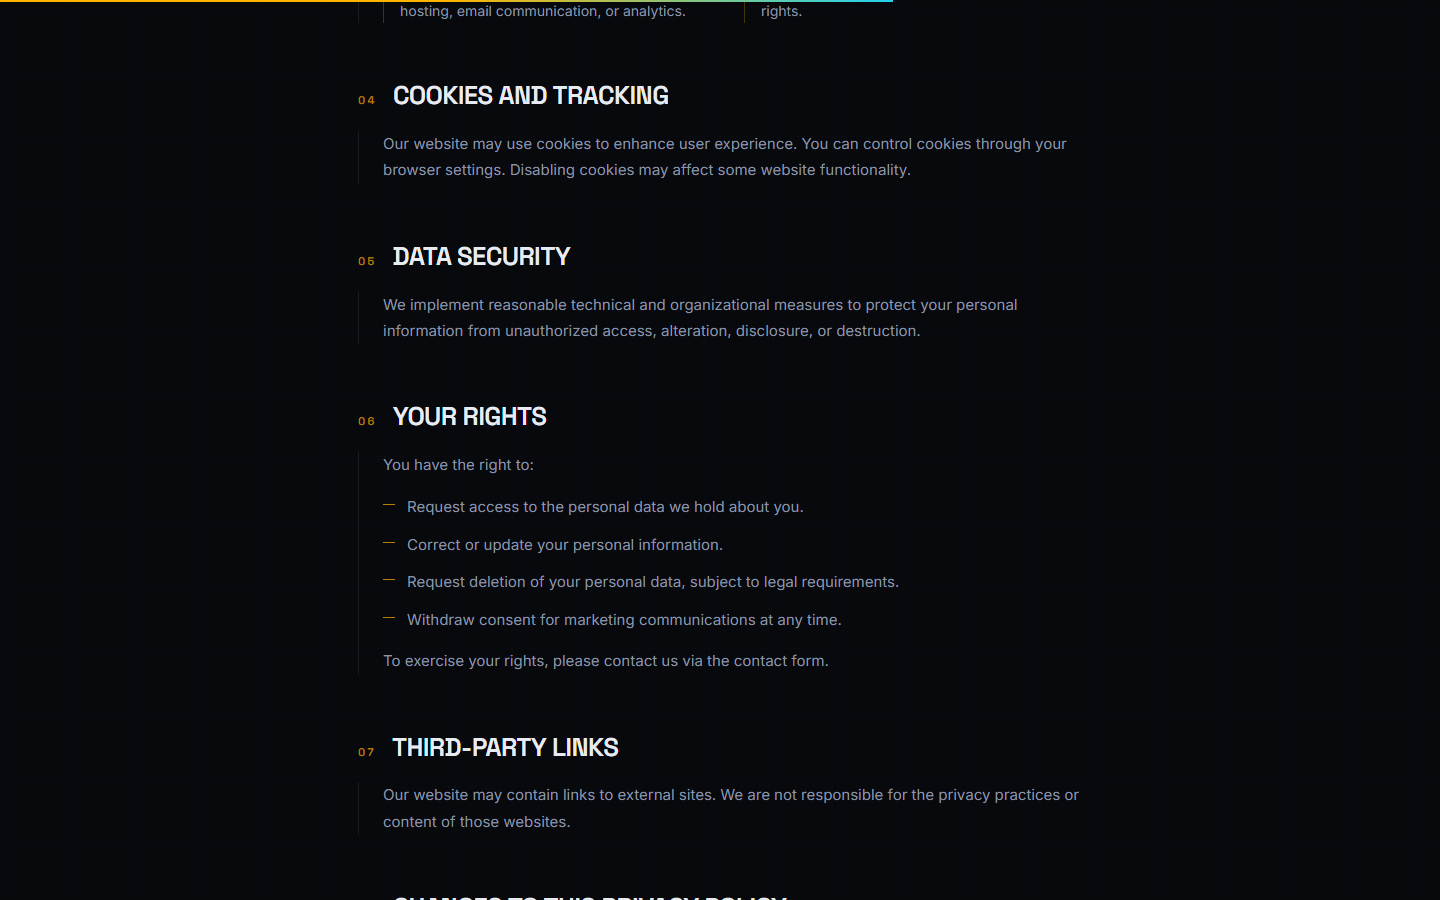 hosting, email communication, or analytics.
rights.
04 COOKIES AND TRACKING
Our website may use cookies to enhance user experience. You can control cookies through your
browser settings. Disabling cookies may affect some website functionality.
05 DATA SECURITY
We implement reasonable technical and organizational measures to protect your personal
information from unauthorized access, alteration, disclosure, or destruction.
06 YOUR RIGHTS
You have the right to:
— Request access to the personal data we hold about you.
— Correct or update your personal information.
— Request deletion of your personal data, subject to legal requirements.
— Withdraw consent for marketing communications at any time.
To exercise your rights, please contact us via the contact form.
07 THIRD-PARTY LINKS
Our website may contain links to external sites. We are not responsible for the privacy practices or
content of those websites.
CHANGES TO THIS PRIVACY POLICY